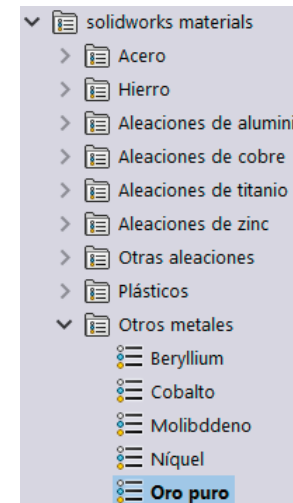 solidworks materials
Acero
Hierro
Aleaciones de alumini
Aleaciones de cobre
Aleaciones de titanio
Aleaciones de zinc
Otras aleaciones
Plásticos
Otros metales
Beryllium
Cobalto
Molibddeno
Níquel
Oro puro